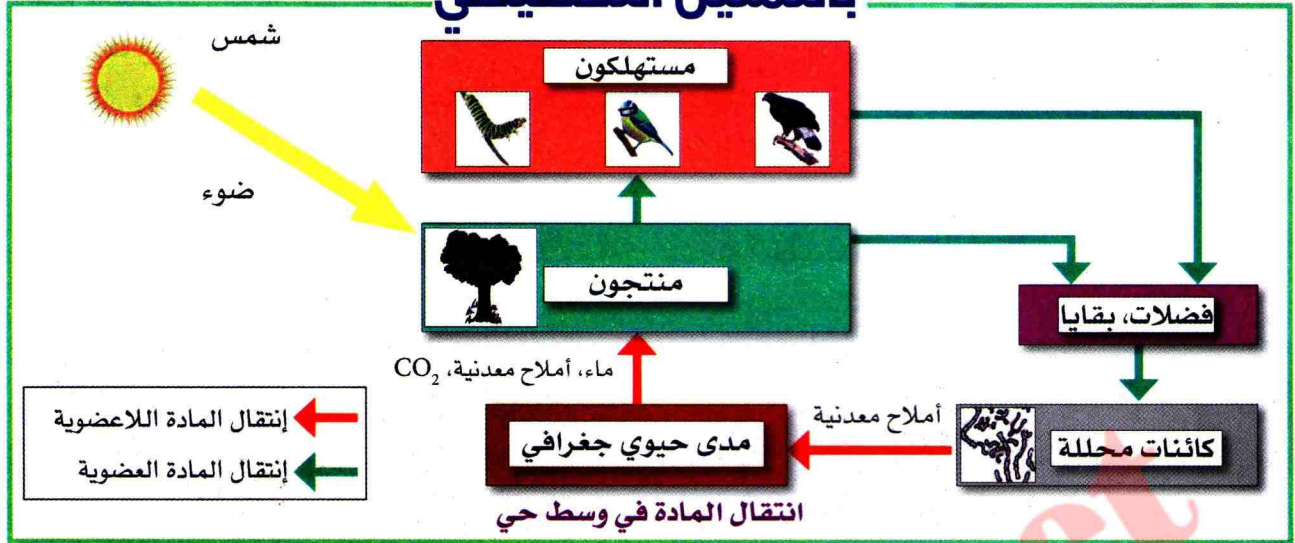 شمس
مستهلكون
ضوء
منتجون
فضلات، بقايا
ماء، أملاح معدنية، CO₂
إنتقال المادة اللاعضوية
إنتقال المادة العضوية
مدى حيوي جغرافي
أملاح معدنية
كائنات محللة
انتقال المادة في وسط حي